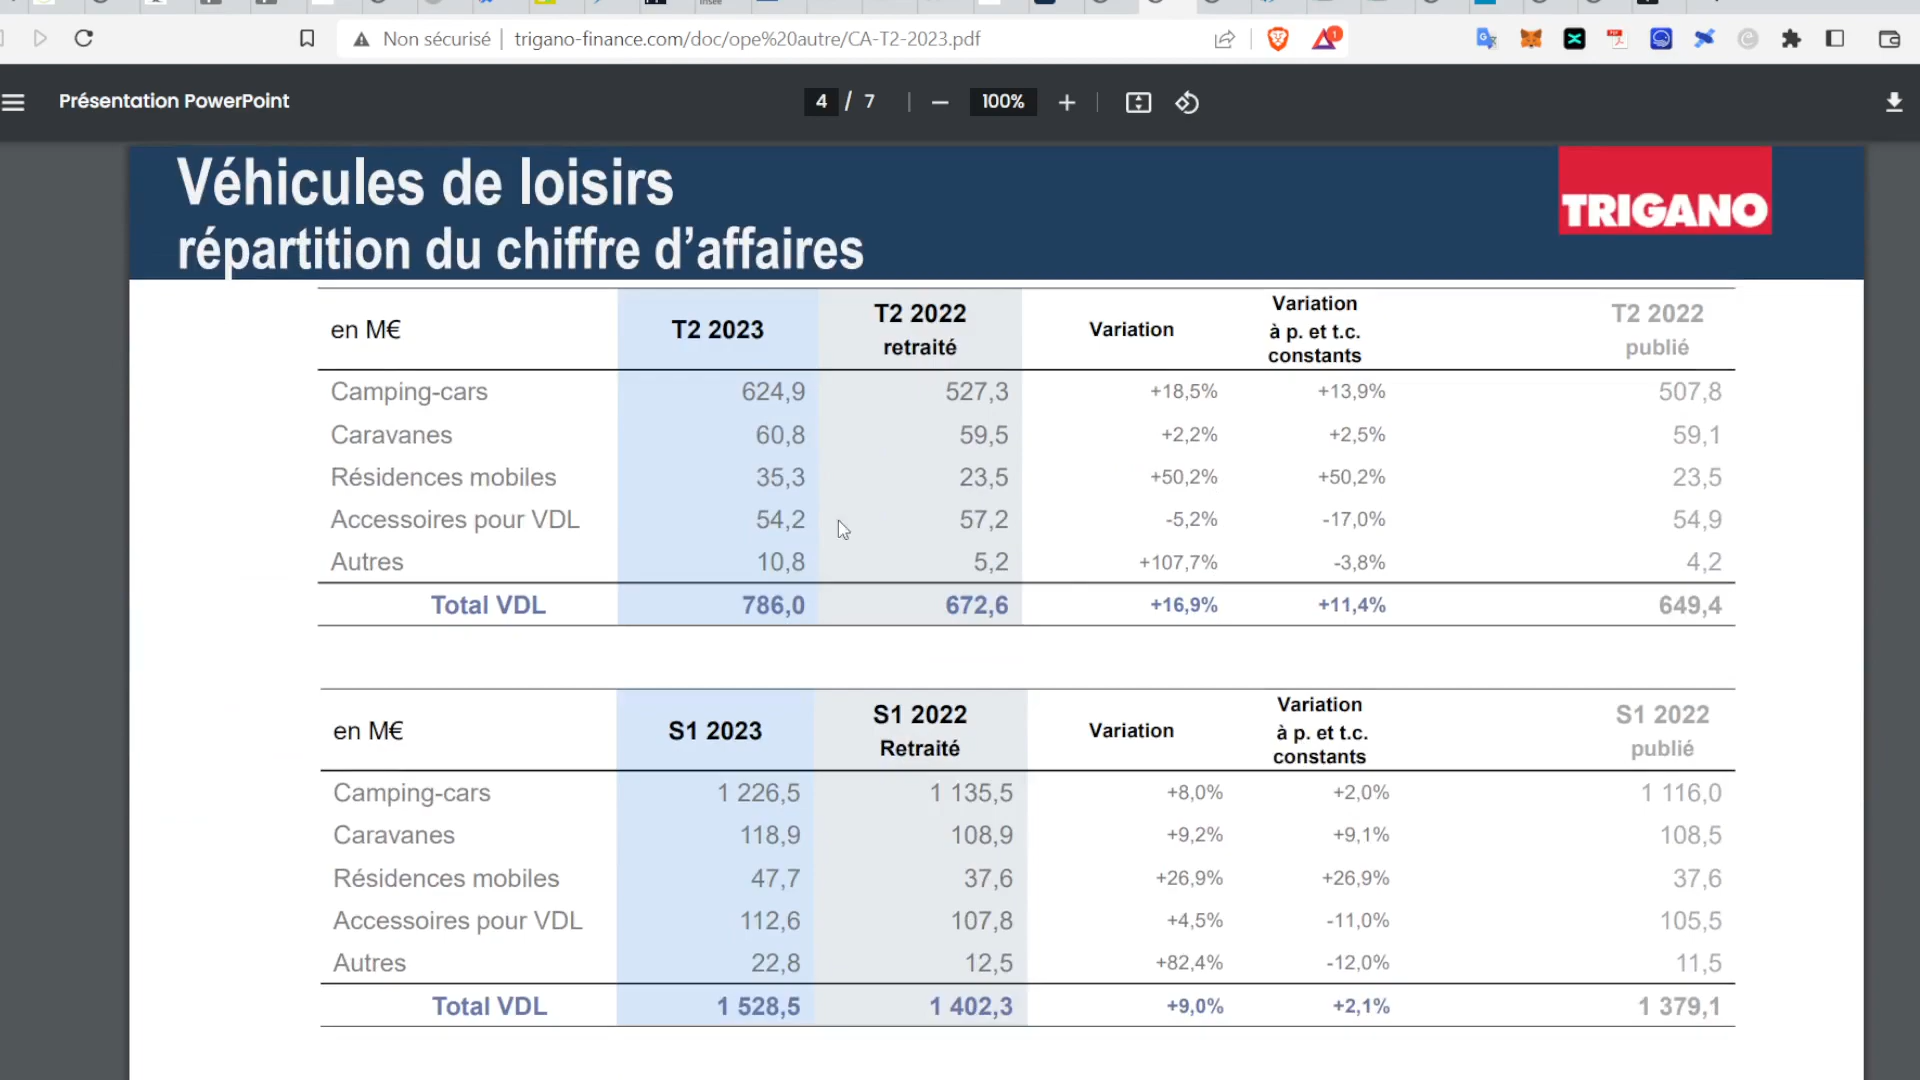 Non sécurisé | trigano-finance.com/doc/ope%20autre/CA-T2-2023.pdf
1
Présentation PowerPoint
4 / 7
100%
Véhicules de loisirs
répartition du chiffre d’affaires
TRIGANO
en M€ T2 2023 T2 2022 retraité Variation Variation à p. et t.c. constants T2 2022 publié
Camping-cars 624,9 527,3 +18,5% +13,9% 507,8
Caravanes 60,8 59,5 +2,2% +2,5% 59,1
Résidences mobiles 35,3 23,5 +50,2% +50,2% 23,5
Accessoires pour VDL 54,2 57,2 -5,2% -17,0% 54,9
Autres 10,8 5,2 +107,7% -3,8% 4,2
Total VDL 786,0 672,6 +16,9% +11,4% 649,4
en M€ S1 2023 S1 2022 Retraité Variation Variation à p. et t.c. constants S1 2022 publié
Camping-cars 1 226,5 1 135,5 +8,0% +2,0% 1 116,0
Caravanes 118,9 108,9 +9,2% +9,1% 108,5
Résidences mobiles 47,7 37,6 +26,9% +26,9% 37,6
Accessoires pour VDL 112,6 107,8 +4,5% -11,0% 105,5
Autres 22,8 12,5 +82,4% -12,0% 11,5
Total VDL 1 528,5 1 402,3 +9,0% +2,1% 1 379,1